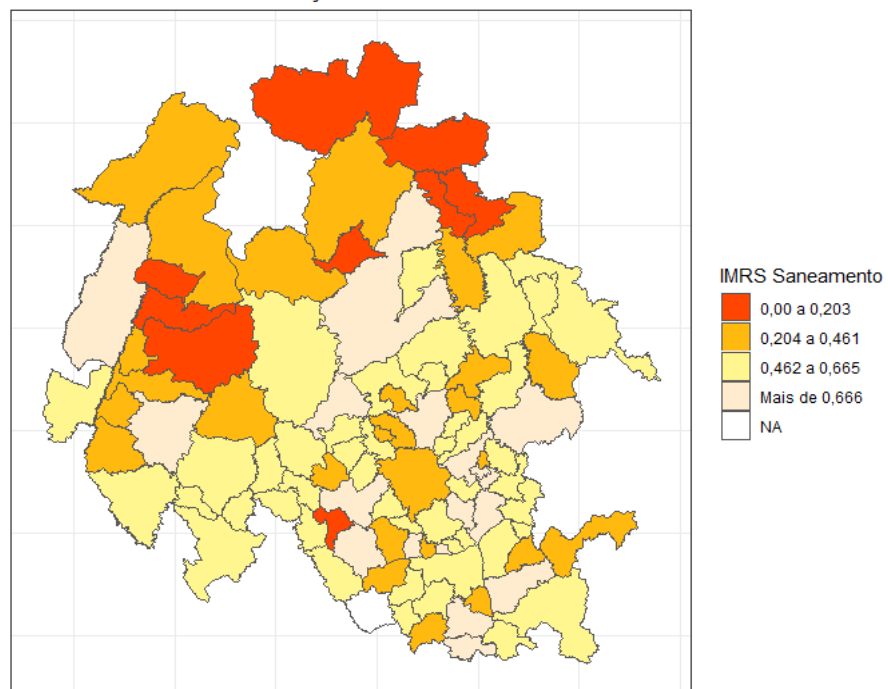 IMRS Saneamento
0,00 a 0,203
0,204 a 0,461
0,462 a 0,665
Mais de 0,666
NA